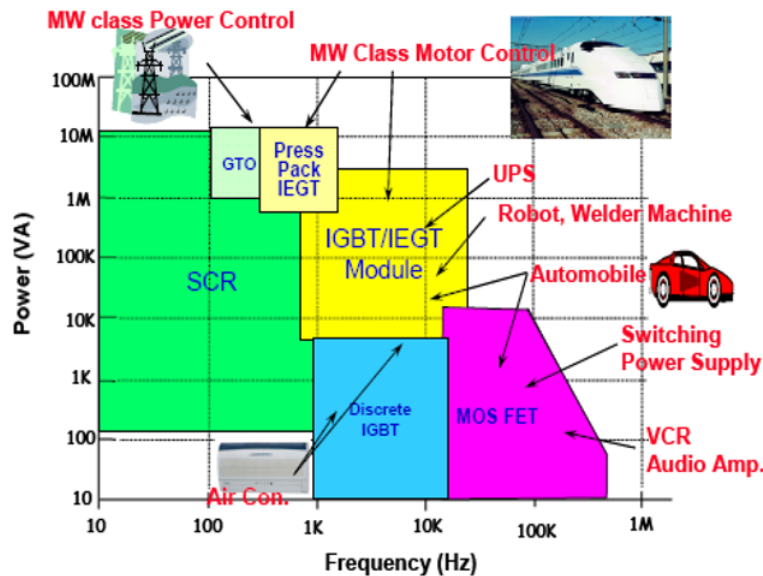 MW class Power Control
MW Class Motor Control
100M
10M
1M
100K
10K
1K
100
10
Power (VA)
GTO
Press
Pack
IEGT
UPS
Robot, Welder Machine
IGBT/IEGT
Module
SCR
Automobile
Switching
Power Supply
Discrete
IGBT
MOS FET
VCR
Audio Amp.
Air Con.
10
100
1K
10K
100K
1M
Frequency (Hz)